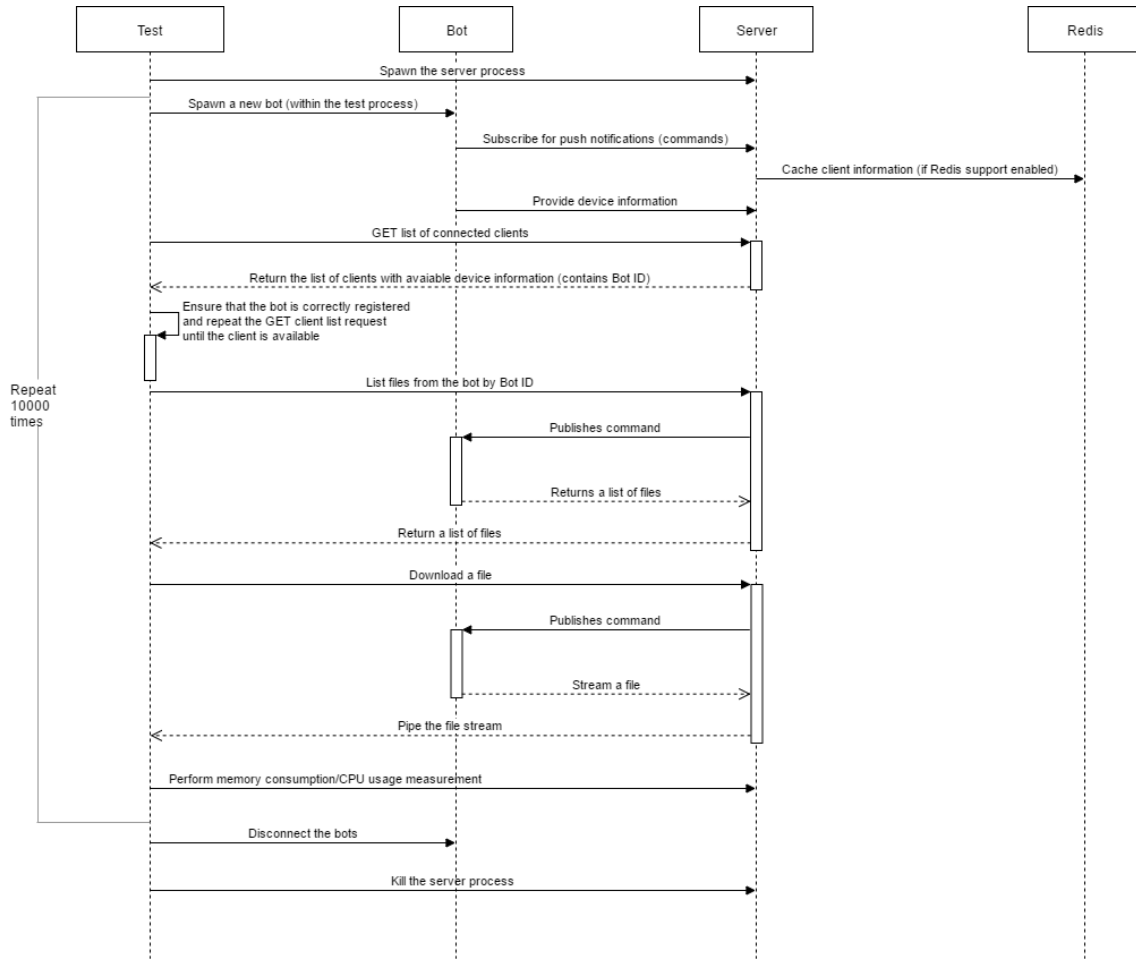 Test
Bot
Server
Redis
Spawn the server process
Spawn a new bot (within the test process)
Subscribe for push notifications (commands)
Cache client information (if Redis support enabled)
Provide device information
GET list of connected clients
Return the list of clients with avaiable device information (contains Bot ID)
Ensure that the bot is correctly registered
and repeat the GET client list request
until the client is available
Repeat
10000
times
List files from the bot by Bot ID
Publishes command
Returns a list of files
Return a list of files
Download a file
Publishes command
Stream a file
Pipe the file stream
Perform memory consumption/CPU usage measurement
Disconnect the bots
Kill the server process